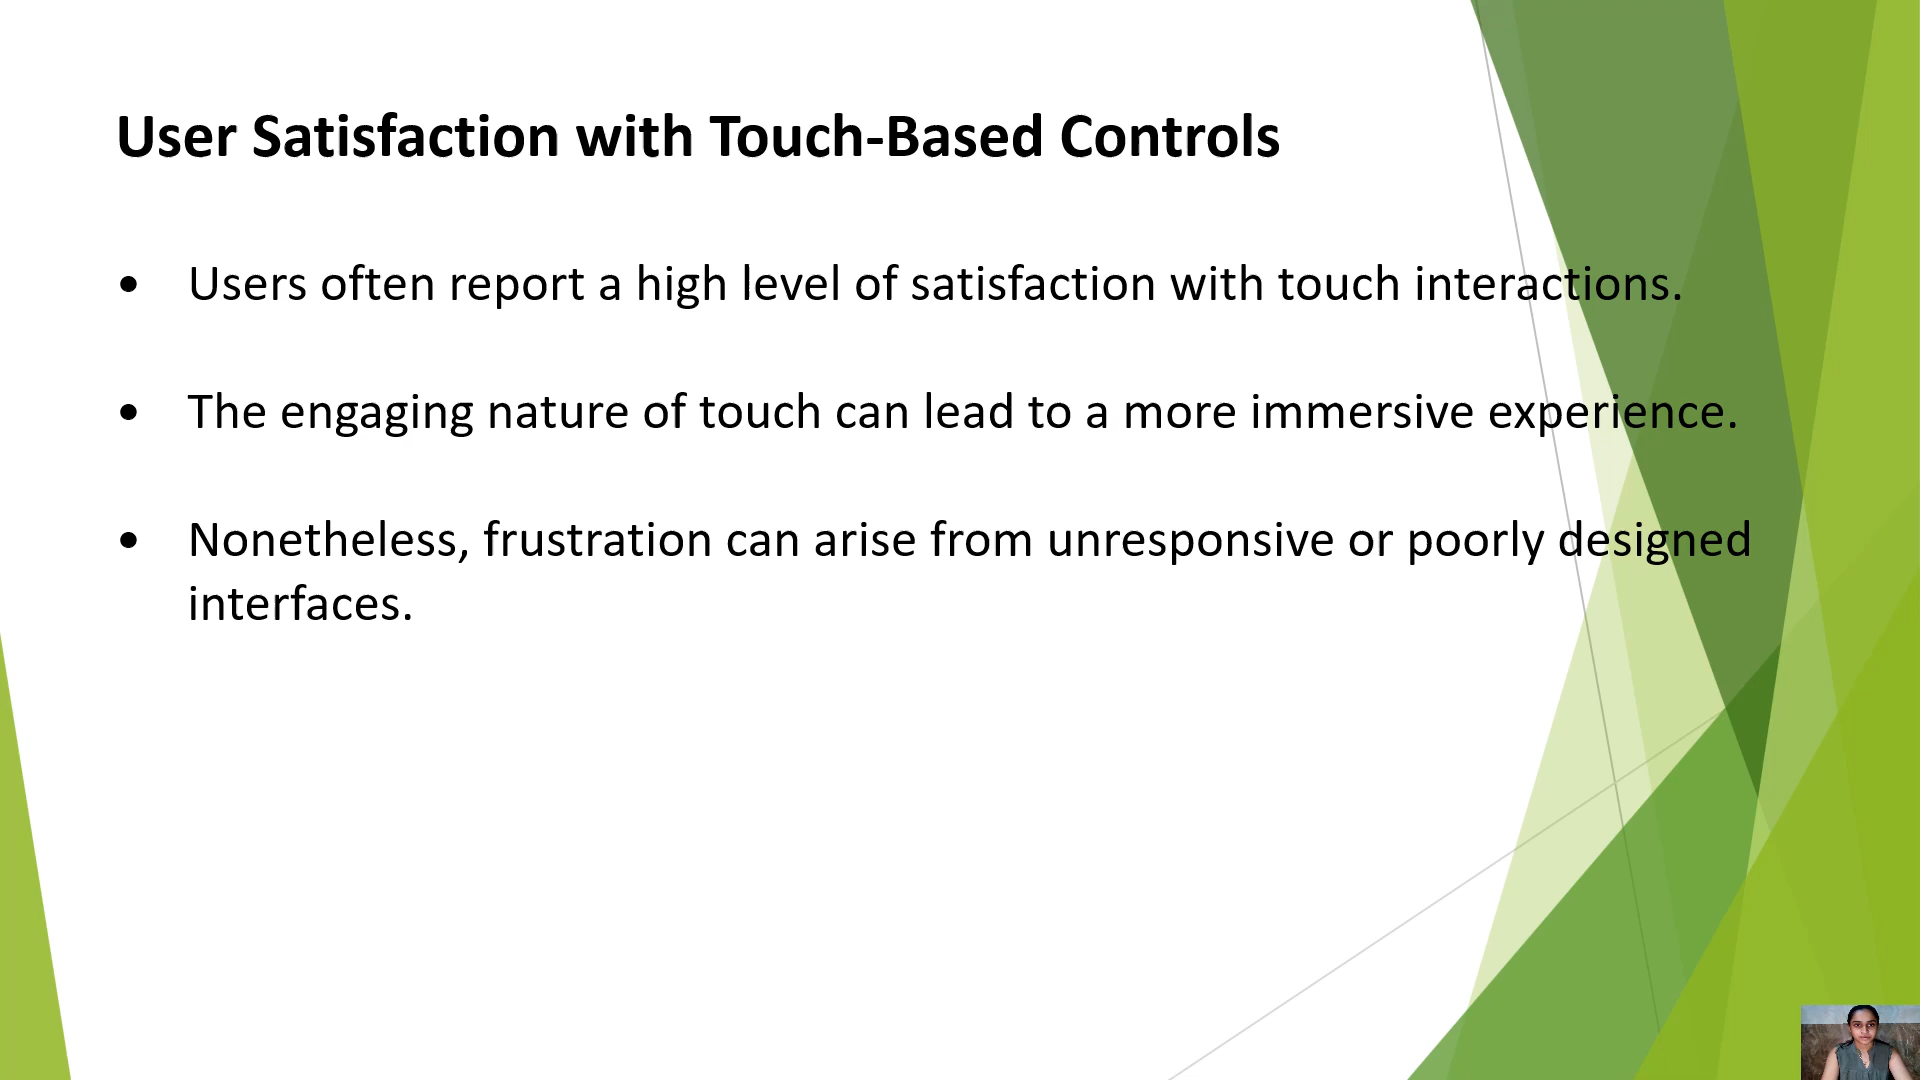 User Satisfaction with Touch-Based Controls
• Users often report a high level of satisfaction with touch interactions.
• The engaging nature of touch can lead to a more immersive experience.
• Nonetheless, frustration can arise from unresponsive or poorly designed
interfaces.